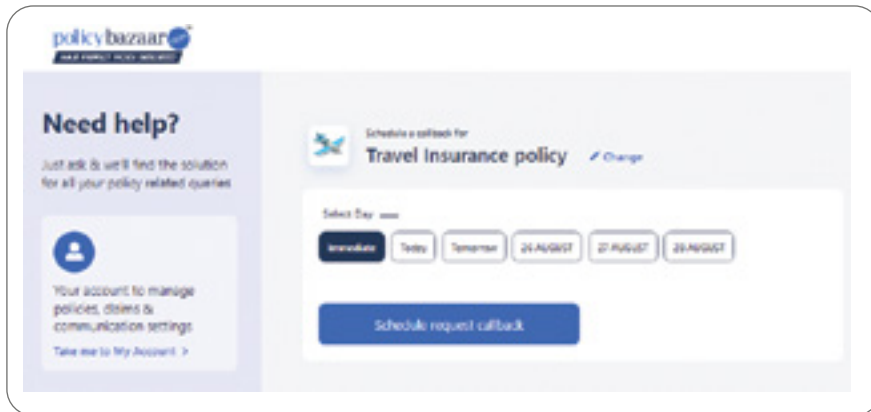 policybazaar
Need help?
Just ask & we'll find the solution
for all your policy related queries
Your account to manage
policies, claims &
communication settings
Take me to My Account >
Schedule a callback for
Travel Insurance policy
Change
Select Day
Immediate
Today
Tomorrow
26 AUGUST
27 AUGUST
28 AUGUST
Schedule request callback